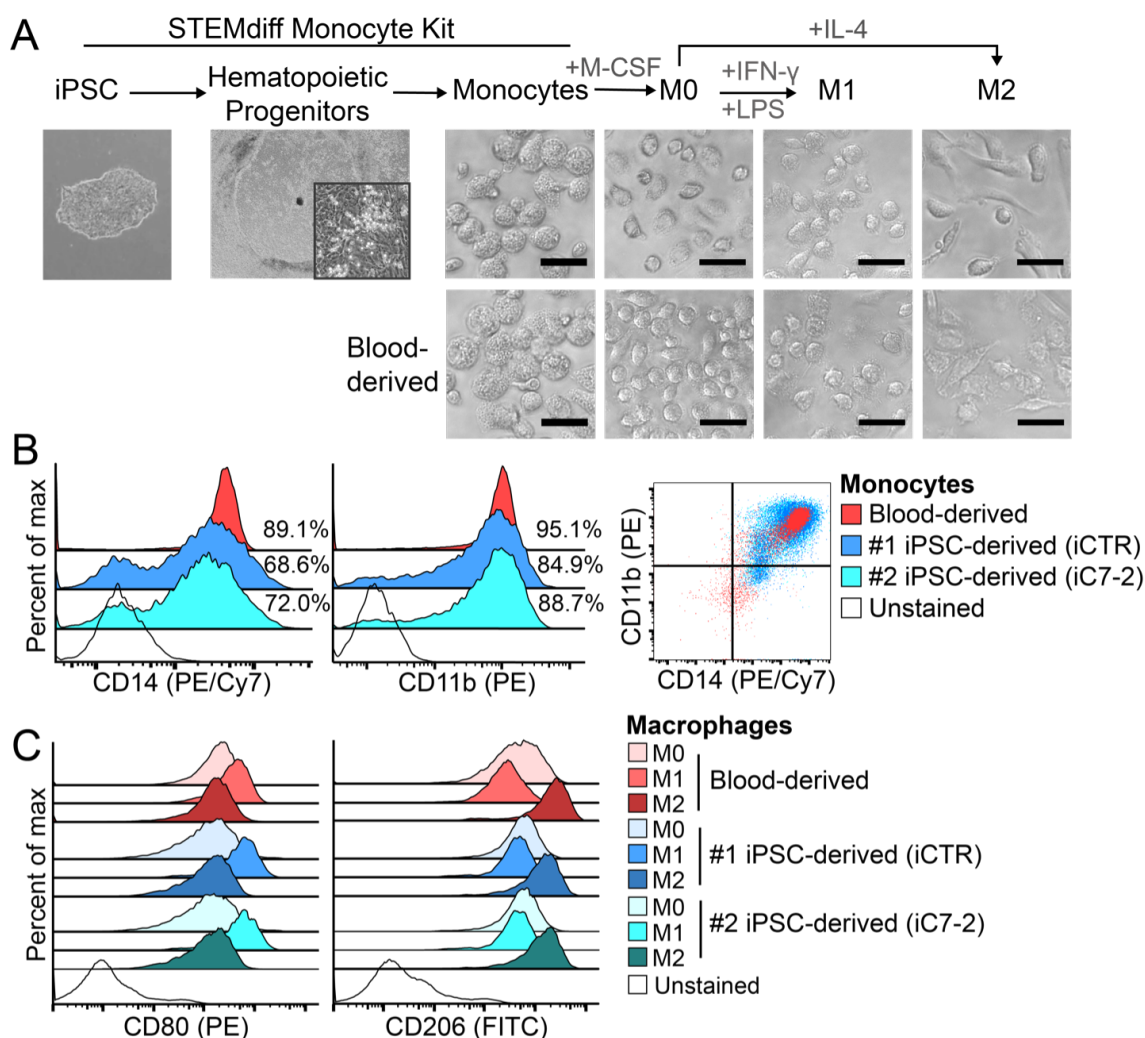 A
STEMdiff Monocyte Kit
+IL-4
iPSC
Hematopoietic
Progenitors
Monocytes
+M-CSF
M0
+IFN-γ
+LPS
M1
M2
Blood-
derived
B
Percent of max
89.1%
68.6%
72.0%
CD14 (PE/Cy7)
95.1%
84.9%
88.7%
CD11b (PE)
CD11b (PE)
CD14 (PE/Cy7)
Monocytes
Blood-derived
#1 iPSC-derived (iCTR)
#2 iPSC-derived (iC7-2)
Unstained
C
Percent of max
CD80 (PE)
CD206 (FITC)
Macrophages
M0
M1
M2
Blood-derived
M0
M1
M2
#1 iPSC-derived (iCTR)
M0
M1
M2
#2 iPSC-derived (iC7-2)
Unstained